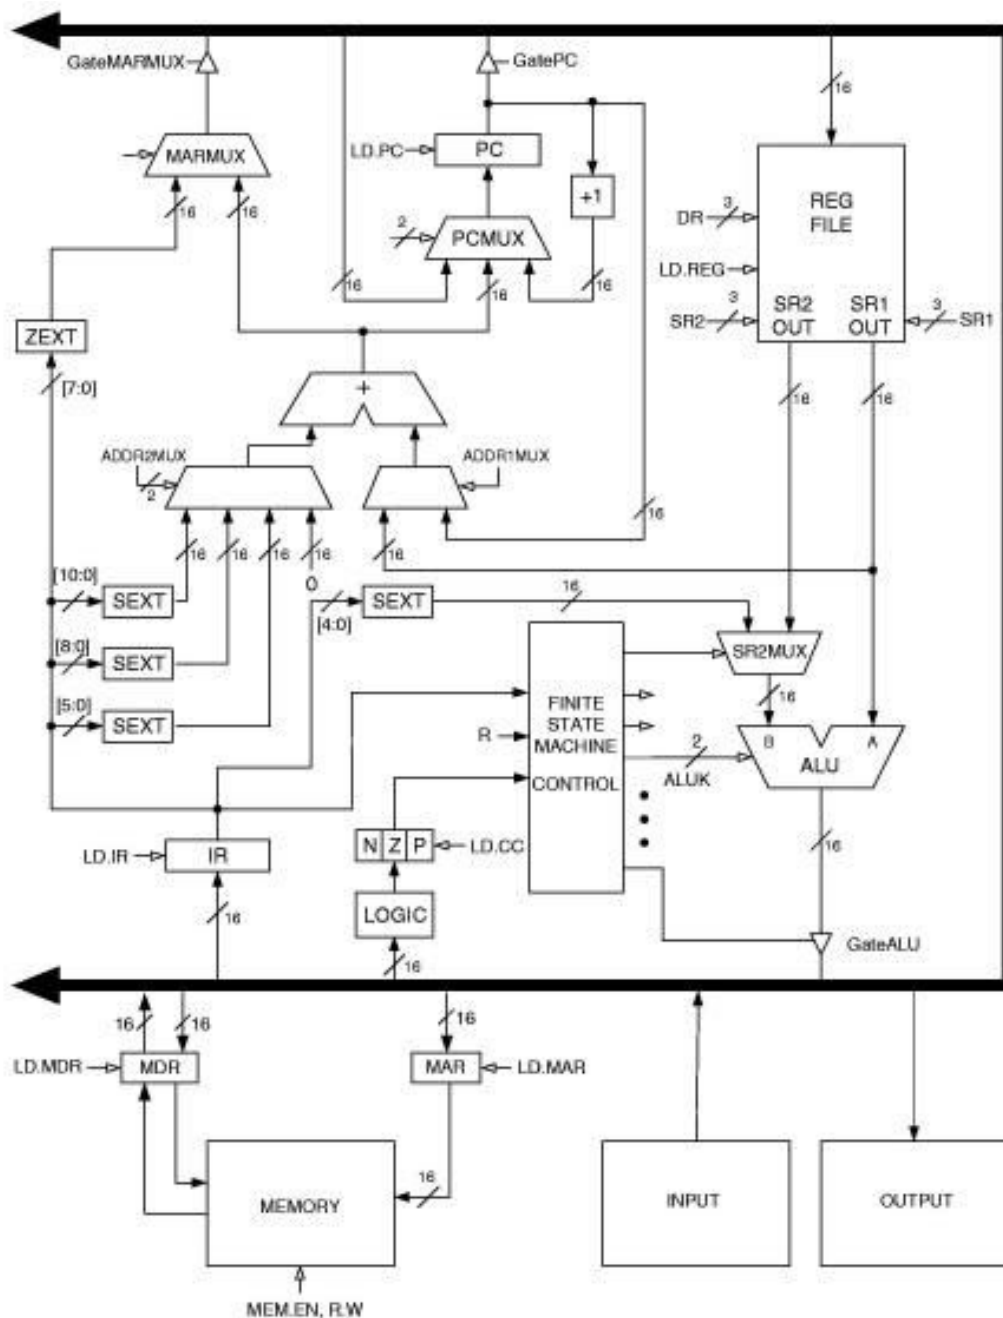 GateMARMUX
GatePC
16
MARMUX
LD.PC
PC
+1
16
16
2
PCMUX
16
16
16
REG
FILE
DR
3
LD.REG
SR2
3
SR2
OUT
SR1
OUT
3
SR1
ZEXT
[7:0]
+
16
16
ADDR2MUX
2
ADDR1MUX
16
16
16
16
16
0
16
[10:0]
SEXT
[4:0]
SEXT
16
[8:0]
SEXT
SR2MUX
16
[5:0]
SEXT
FINITE
STATE
MACHINE
CONTROL
R
2
ALUK
B
A
ALU
16
N Z P
LD.CC
LD.IR
IR
16
LOGIC
16
GateALU
16
16
16
LD.MDR
MDR
MAR
LD.MAR
16
MEMORY
INPUT
OUTPUT
MEM.EN, R.W